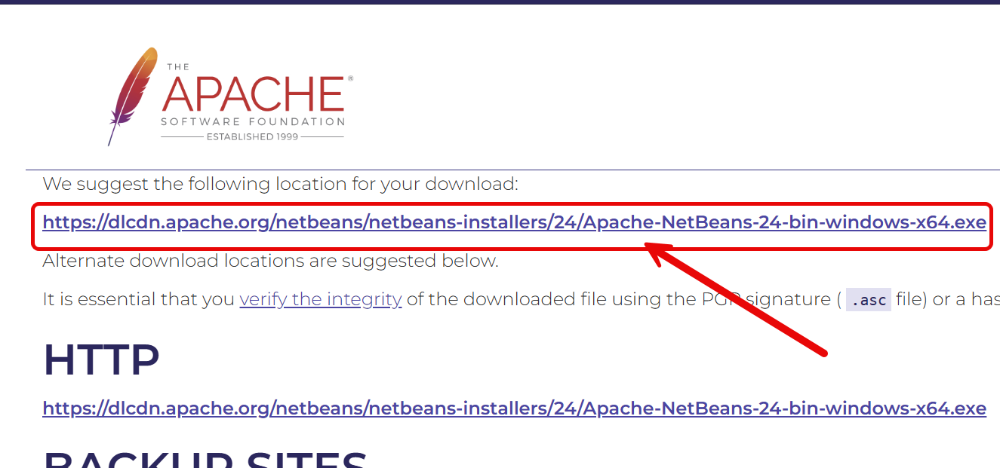 THE
APACHE®
SOFTWARE FOUNDATION
ESTABLISHED 1999
We suggest the following location for your download:
https://dlcdn.apache.org/netbeans/netbeans-installers/24/Apache-NetBeans-24-bin-windows-x64.exe
Alternate download locations are suggested below.
It is essential that you verify the integrity of the downloaded file using the PGP signature ( .asc file) or a has
HTTP
https://dlcdn.apache.org/netbeans/netbeans-installers/24/Apache-NetBeans-24-bin-windows-x64.exe
BACKUP SITES